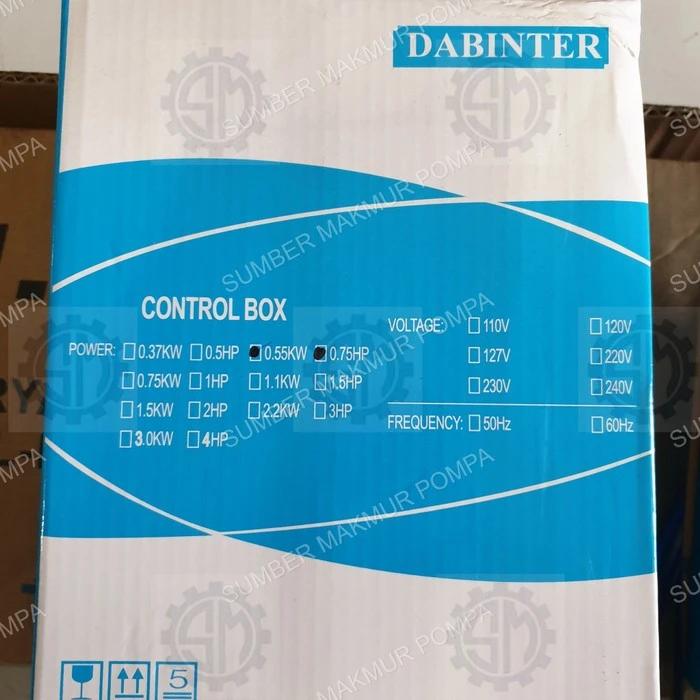 DABINTER
CONTROL BOX
POWER: 0.37KW 0.5HP 0.55KW 0.75HP
0.75KW 1HP 1.1KW 1.5HP
1.5KW 2HP 2.2KW 3HP
3.0KW 4HP
VOLTAGE: 110V 120V
127V 220V
230V 240V
FREQUENCY: 50Hz 60Hz
5
SUMBER MAKMUR POMPA
SUMBER MAKMUR POMPA
SUMBER MAKMUR POMPA
SUMBER MAKMUR POMPA